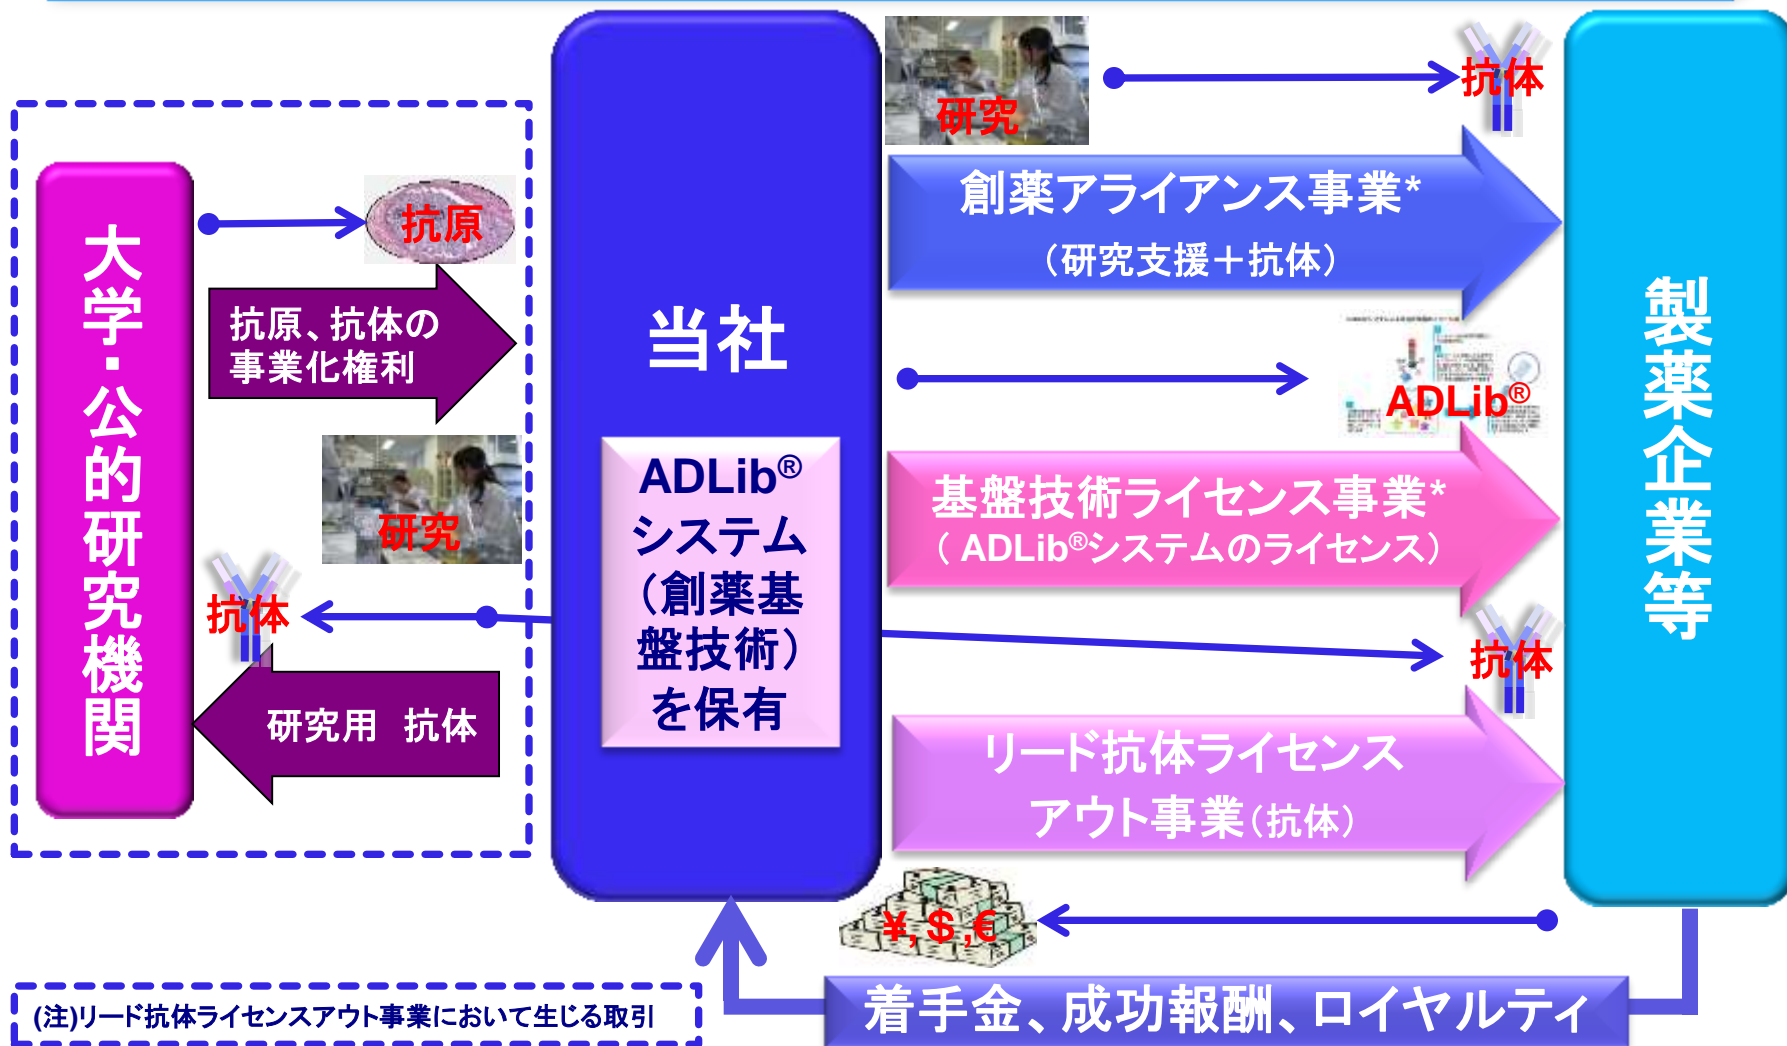 大学・公的研究機関
抗原
抗原、抗体の
事業化権利
研究
抗体
研究用 抗体
当社
ADLib®
システム
（創薬基
盤技術）
を保有
研究
抗体
創薬アライアンス事業*
（研究支援＋抗体）
ADLib®
基盤技術ライセンス事業*
（ ADLib®システムのライセンス）
抗体
リード抗体ライセンス
アウト事業（抗体）
製薬企業等
¥, $ ,€
着手金、成功報酬、ロイヤルティ
(注)リード抗体ライセンスアウト事業において生じる取引